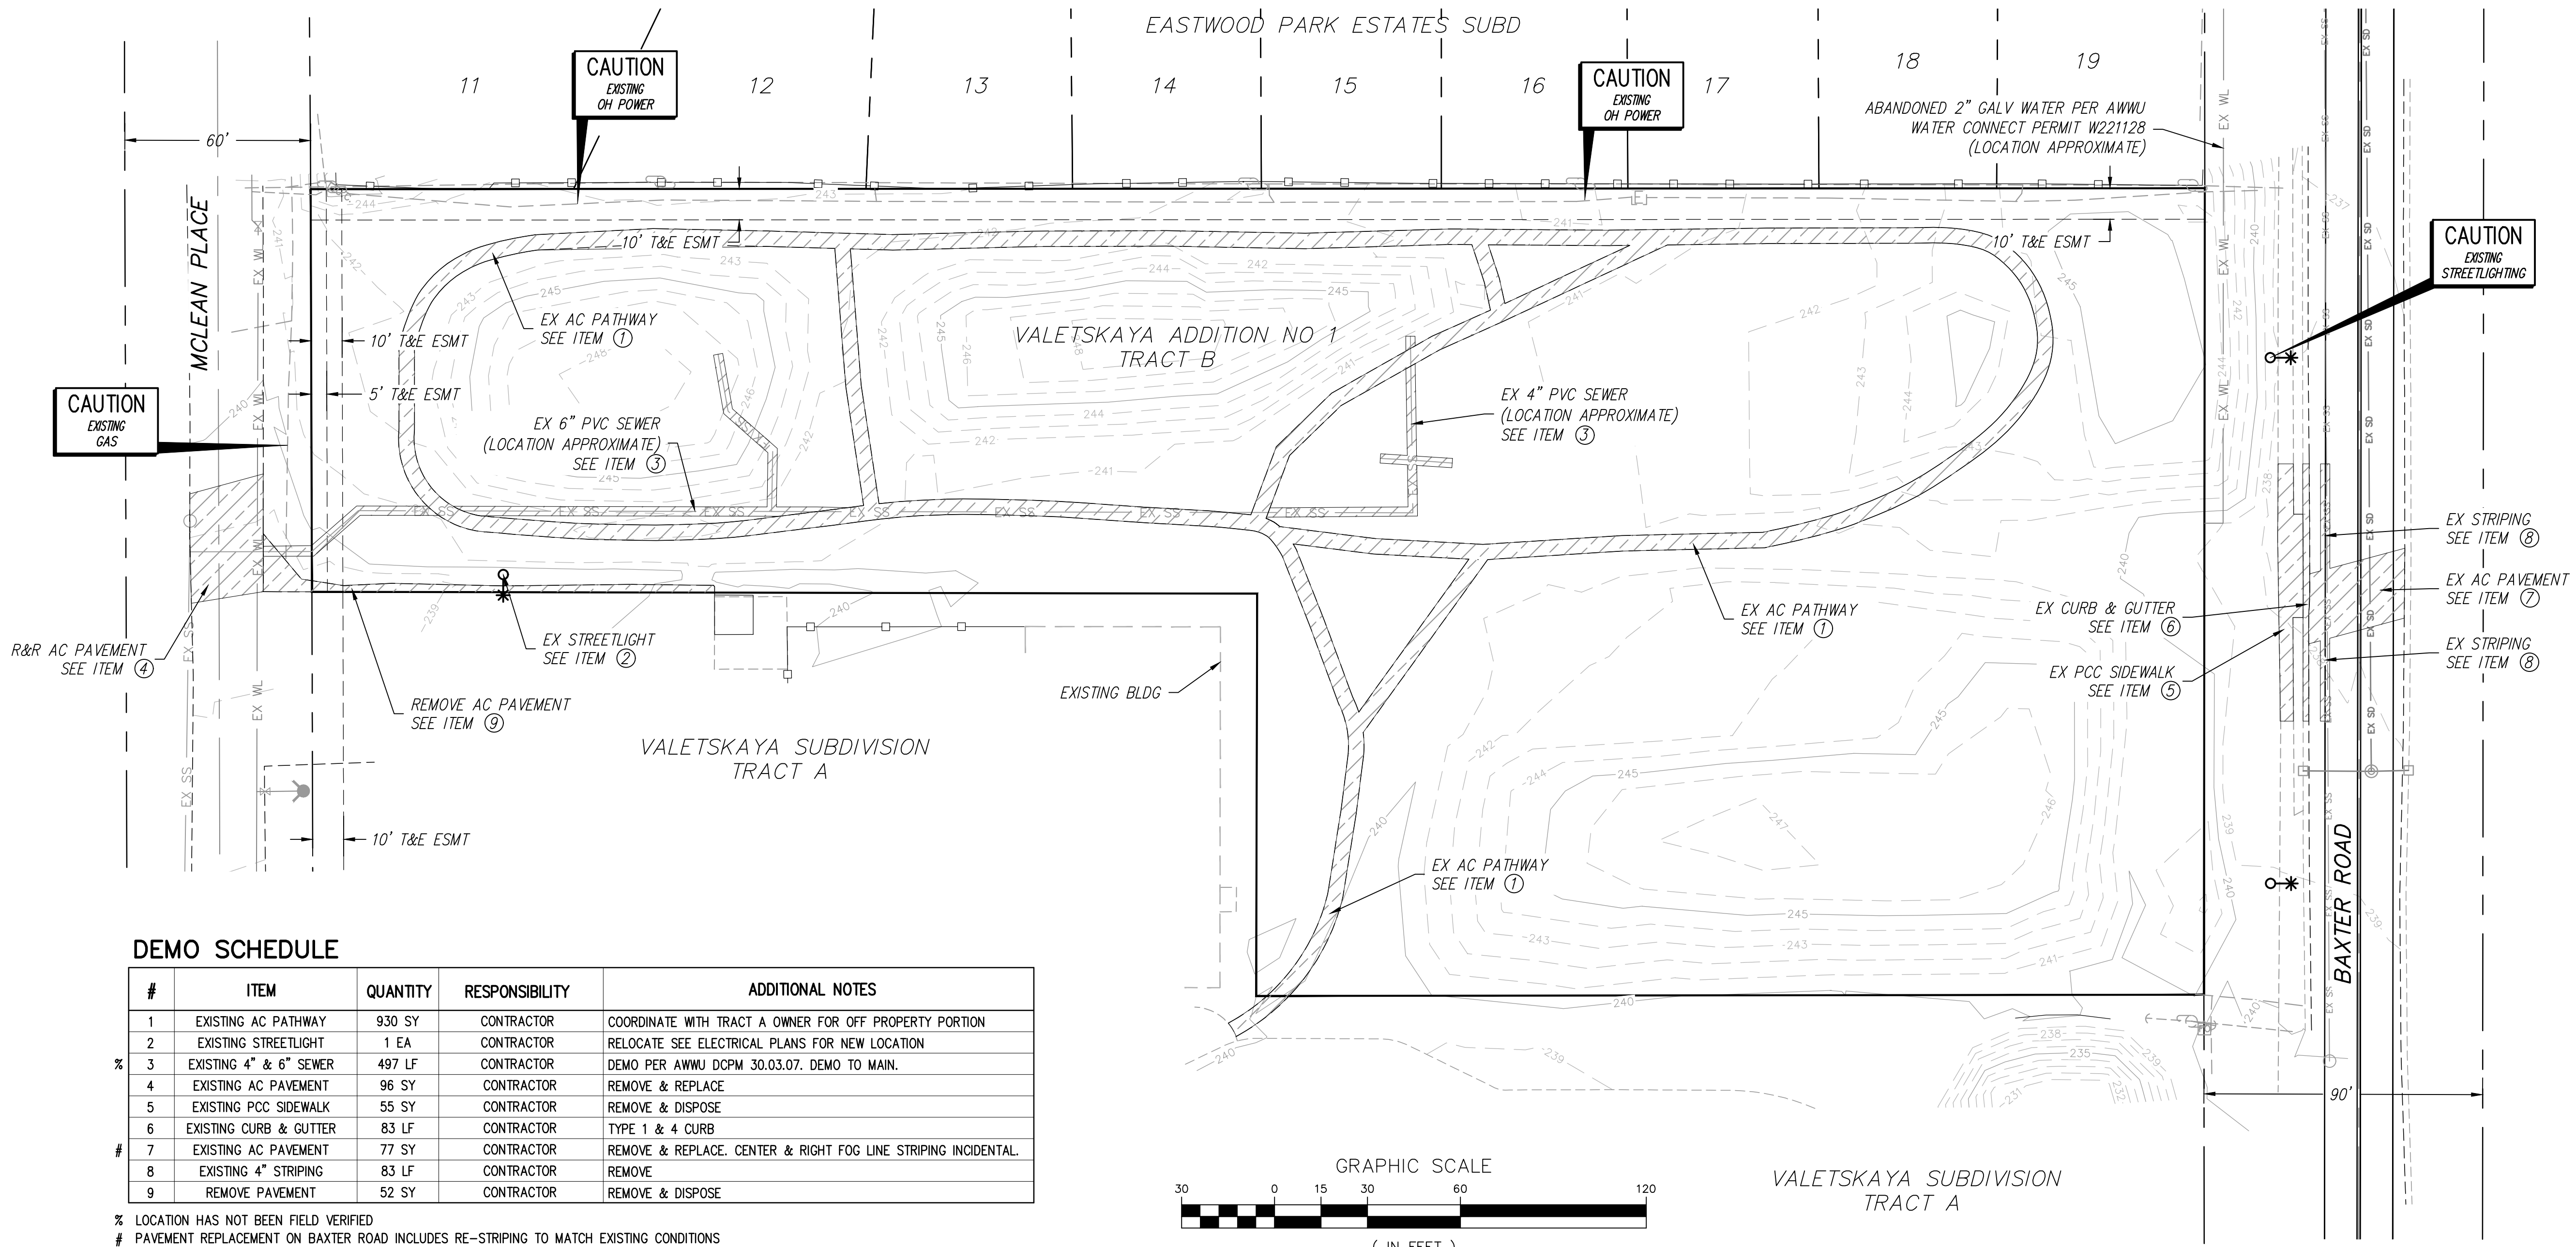 EASTWOOD PARK ESTATES SUBD
11
12
13
14
15
16
17
18
19
CAUTION
EXISTING
OH POWER
CAUTION
EXISTING
OH POWER
ABANDONED 2" GALV WATER PER AWWU
WATER CONNECT PERMIT W221128
(LOCATION APPROXIMATE)
60'
MCLEAN PLACE
10' T&E ESMT
10' T&E ESMT
CAUTION
EXISTING
STREETLIGHTING
EX AC PATHWAY
SEE ITEM 1
10' T&E ESMT
5' T&E ESMT
VALETSKAYA ADDITION NO 1
TRACT B
CAUTION
EXISTING
GAS
EX 6" PVC SEWER
(LOCATION APPROXIMATE)
SEE ITEM 3
EX 4" PVC SEWER
(LOCATION APPROXIMATE)
SEE ITEM 3
EX STRIPING
SEE ITEM 8
EX AC PAVEMENT
SEE ITEM 7
EX CURB & GUTTER
SEE ITEM 6
EX AC PATHWAY
SEE ITEM 1
EX STRIPING
SEE ITEM 8
EX PCC SIDEWALK
SEE ITEM 5
R&R AC PAVEMENT
SEE ITEM 4
EX STREETLIGHT
SEE ITEM 2
REMOVE AC PAVEMENT
SEE ITEM 9
EXISTING BLDG
VALETSKAYA SUBDIVISION
TRACT A
10' T&E ESMT
EX AC PATHWAY
SEE ITEM 1
BAXTER ROAD
90'
DEMO SCHEDULE
# ITEM QUANTITY RESPONSIBILITY ADDITIONAL NOTES
1 EXISTING AC PATHWAY 930 SY CONTRACTOR COORDINATE WITH TRACT A OWNER FOR OFF PROPERTY PORTION
2 EXISTING STREETLIGHT 1 EA CONTRACTOR RELOCATE SEE ELECTRICAL PLANS FOR NEW LOCATION
% 3 EXISTING 4" & 6" SEWER 497 LF CONTRACTOR DEMO PER AWWU DCPM 30.03.07. DEMO TO MAIN.
4 EXISTING AC PAVEMENT 96 SY CONTRACTOR REMOVE & REPLACE
5 EXISTING PCC SIDEWALK 55 SY CONTRACTOR REMOVE & DISPOSE
6 EXISTING CURB & GUTTER 83 LF CONTRACTOR TYPE 1 & 4 CURB
# 7 EXISTING AC PAVEMENT 77 SY CONTRACTOR REMOVE & REPLACE. CENTER & RIGHT FOG LINE STRIPING INCIDENTAL.
8 EXISTING 4" STRIPING 83 LF CONTRACTOR REMOVE
9 REMOVE PAVEMENT 52 SY CONTRACTOR REMOVE & DISPOSE
% LOCATION HAS NOT BEEN FIELD VERIFIED
# PAVEMENT REPLACEMENT ON BAXTER ROAD INCLUDES RE-STRIPING TO MATCH EXISTING CONDITIONS
GRAPHIC SCALE
30 0 15 30 60 120
( IN FEET )
VALETSKAYA SUBDIVISION
TRACT A